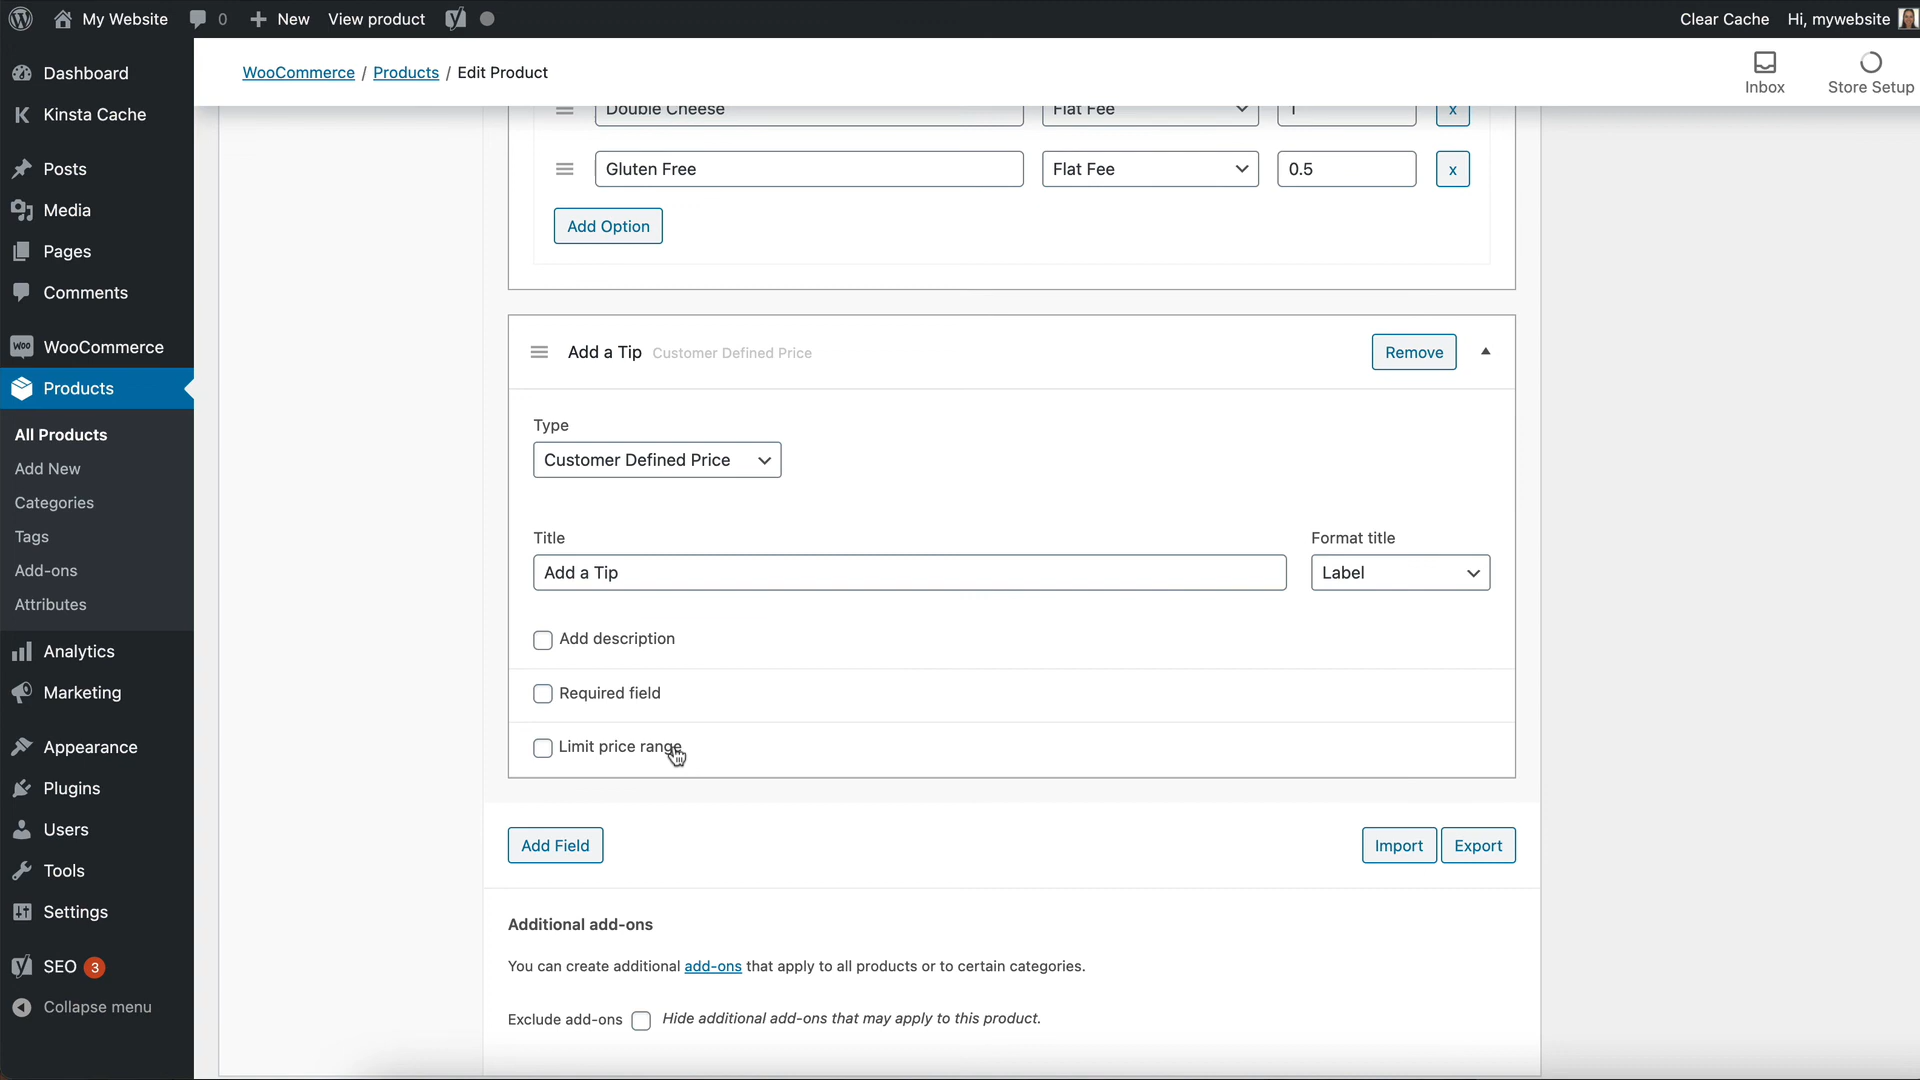 My Website 0 New View product Clear Cache Hi, mywebsite
WooCommerce / Products / Edit Product
Inbox
Store Setup
Dashboard
Kinsta Cache
Posts
Media
Pages
Comments
WooCommerce
Products
All Products
Add New
Categories
Tags
Add-ons
Attributes
Analytics
Marketing
Appearance
Plugins
Users
Tools
Settings
SEO 3
Collapse menu
Double Cheese Flat Fee 1 x
Gluten Free Flat Fee 0.5 x
Add Option
Add a Tip Customer Defined Price Remove
Type
Customer Defined Price
Title Format title
Add a Tip Label
Add description
Required field
Limit price range
Add Field Import Export
Additional add-ons
You can create additional add-ons that apply to all products or to certain categories.
Exclude add-ons Hide additional add-ons that may apply to this product.